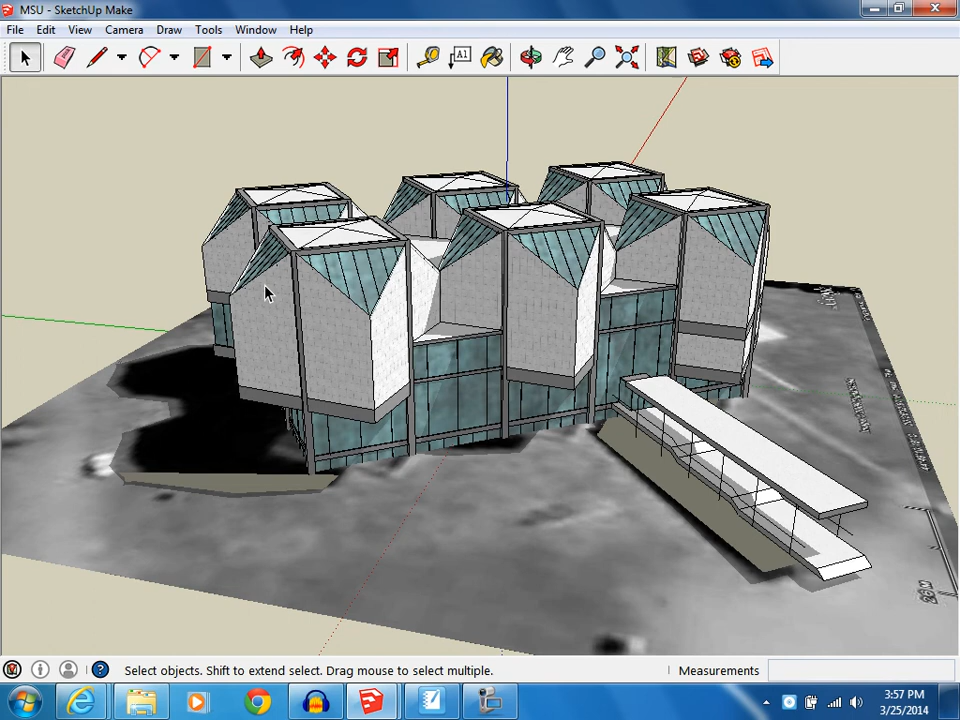 MSU - SketchUp Make
File Edit View Camera Draw Tools Window Help
A1
Select objects. Shift to extend select. Drag mouse to select multiple.
Measurements
3:57 PM
3/25/2014